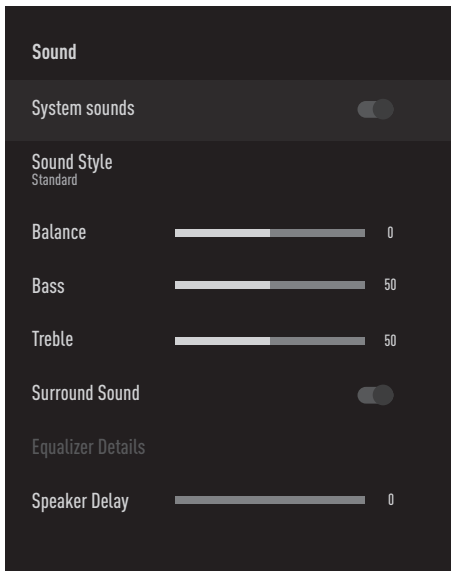 Sound
System sounds
Sound Style
Standard
Balance 0
Bass 50
Treble 50
Surround Sound
Equalizer Details
Speaker Delay 0